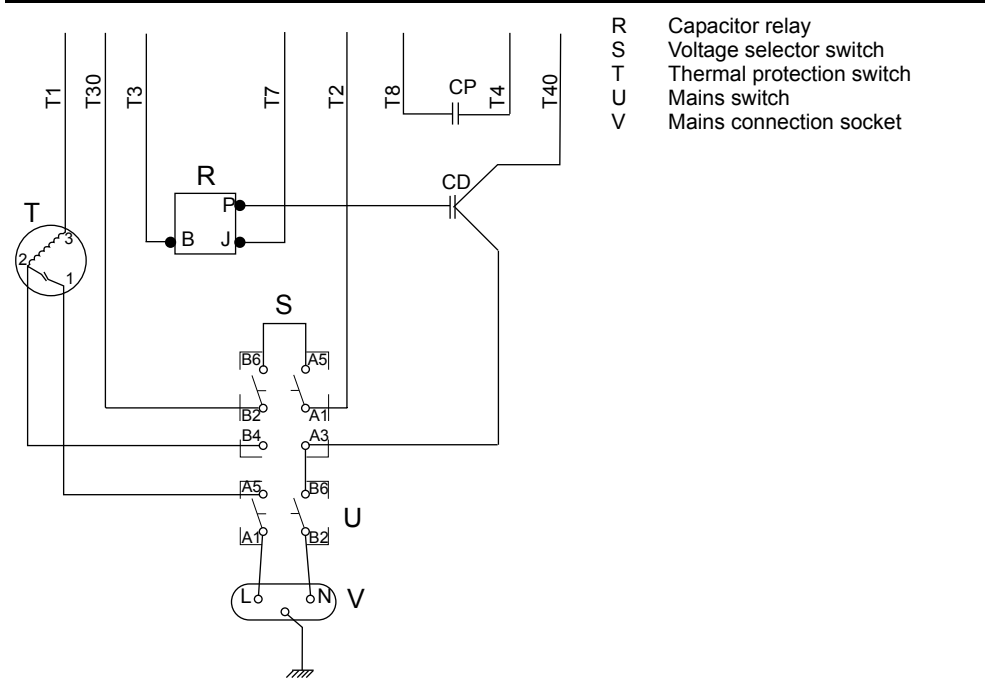 R Capacitor relay
S Voltage selector switch
T Thermal protection switch
U Mains switch
V Mains connection socket
T1
T30
T3
T7
T2
T8
CP
T4
T40
R
P
B
J
CD
T
3
2
1
S
B6
A5
B2
A1
B4
A3
A5
B6
U
A1
B2
L
N
V